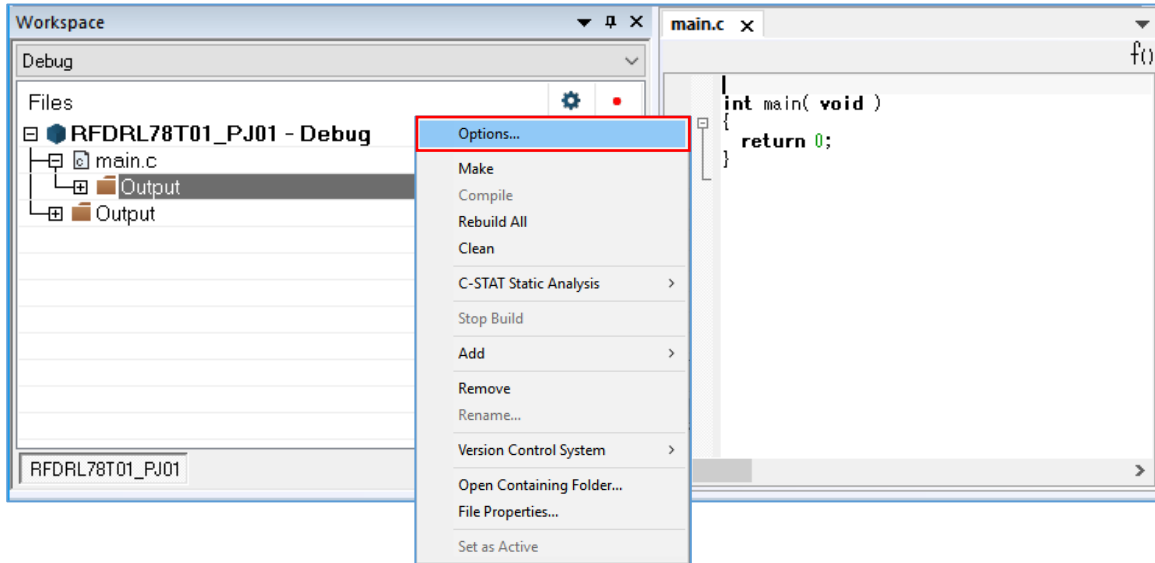 Workspace
Debug
Files
RFDRL78T01_PJ01 - Debug
main.c
Output
Output
RFDRL78T01_PJ01
Options...
Make
Compile
Rebuild All
Clean
C-STAT Static Analysis
Stop Build
Add
Remove
Rename...
Version Control System
Open Containing Folder...
File Properties...
Set as Active
main.c
f()
int main( void )
{
return 0;
}